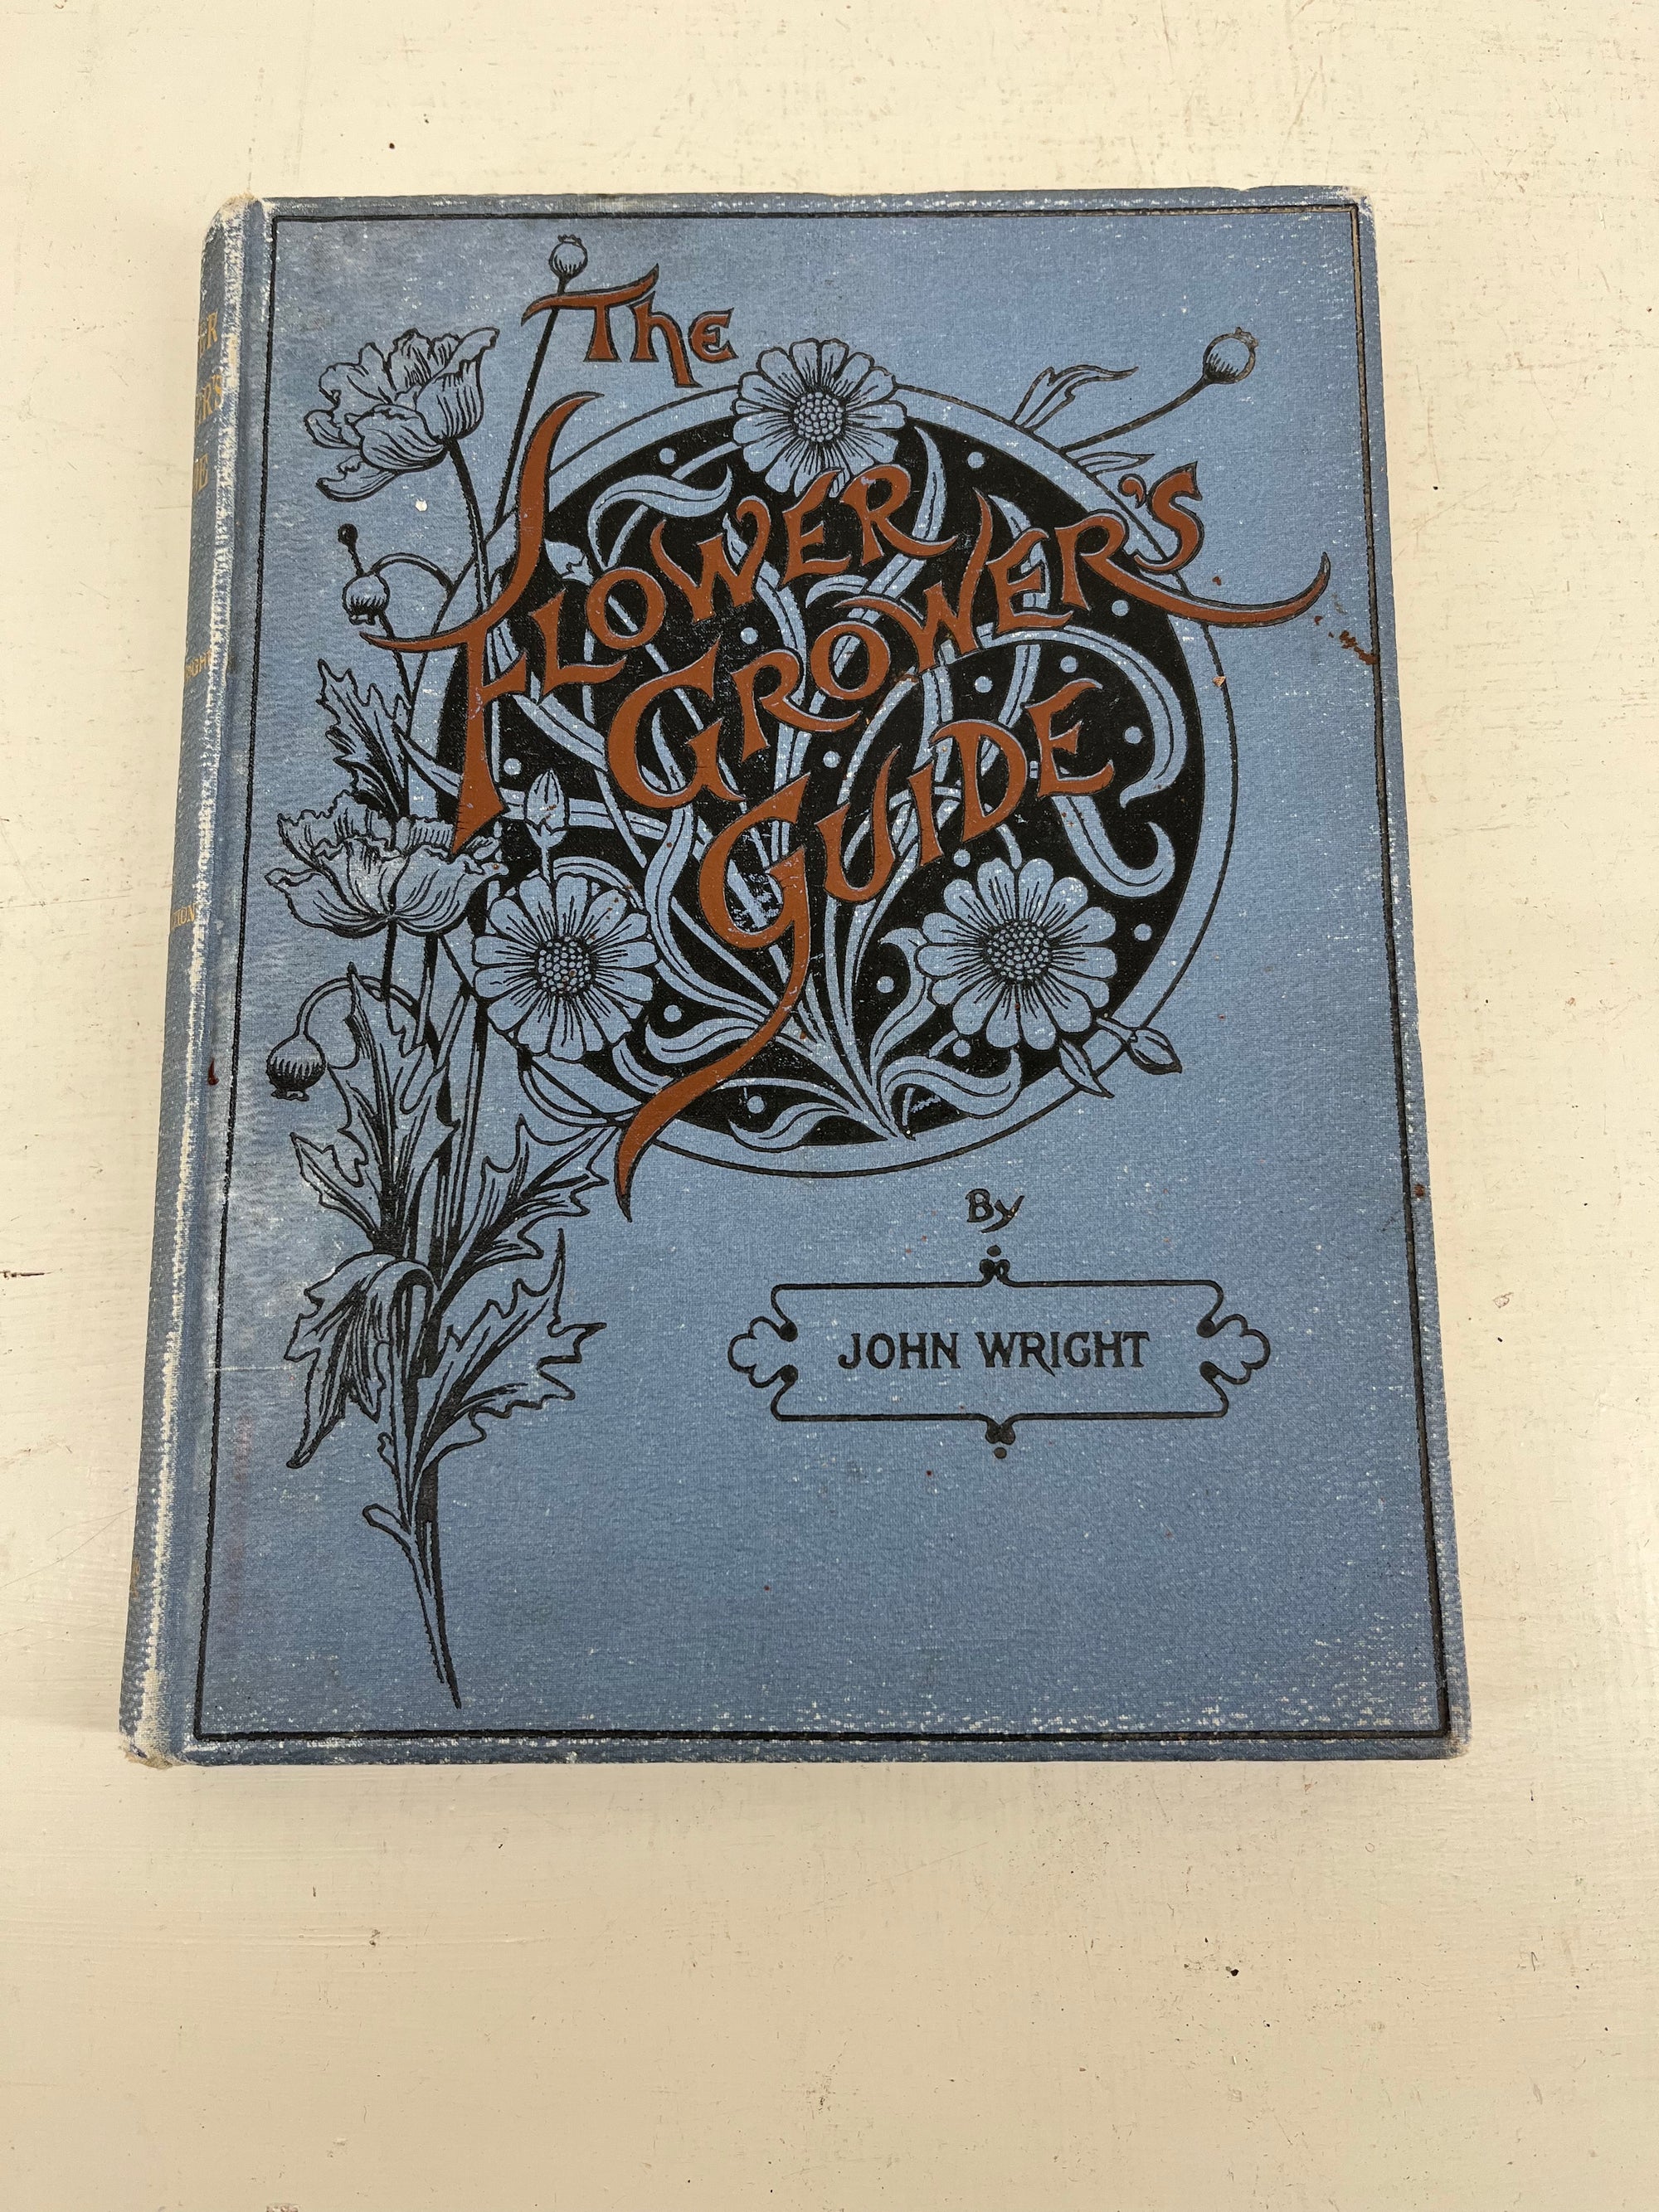 The
FLOWER
GROWER'S
GUIDE
By
JOHN WRIGHT